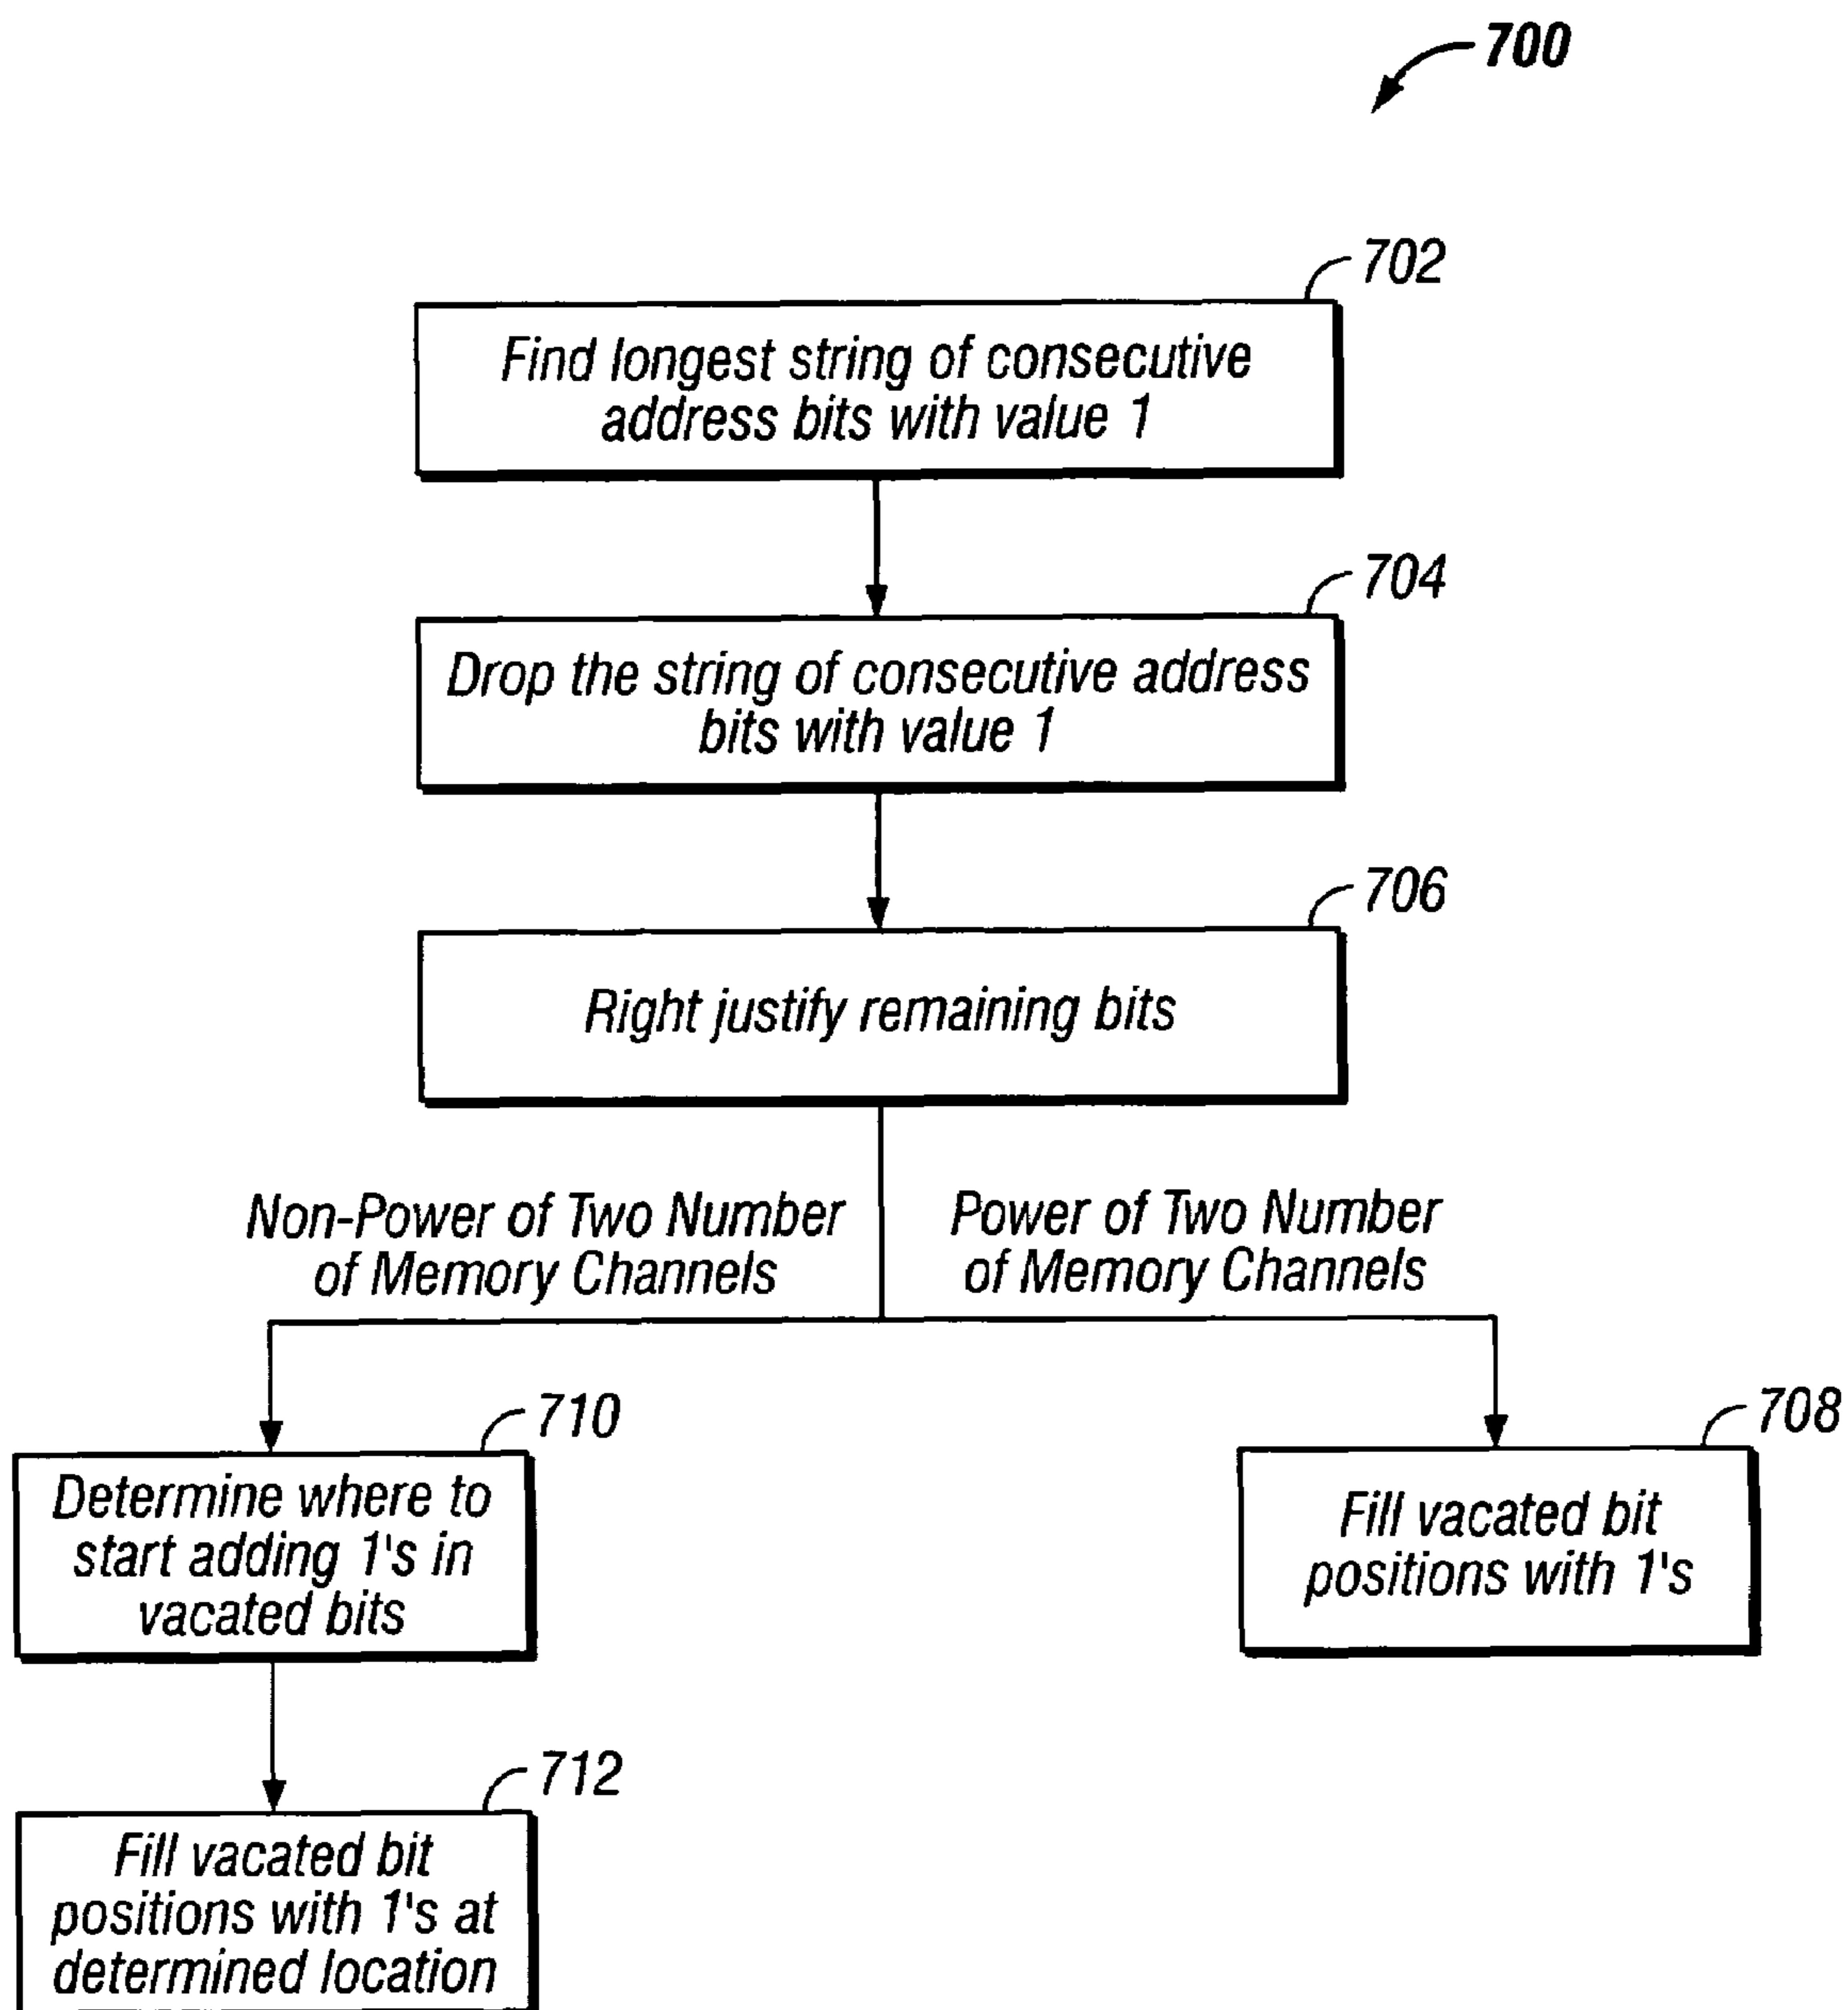 700
702
Find longest string of consecutive
address bits with value 1
704
Drop the string of consecutive address
bits with value 1
706
Right justify remaining bits
Non-Power of Two Number
of Memory Channels
Power of Two Number
of Memory Channels
710
Determine where to
start adding 1's in
vacated bits
708
Fill vacated bit
positions with 1's
712
Fill vacated bit
positions with 1's at
determined location